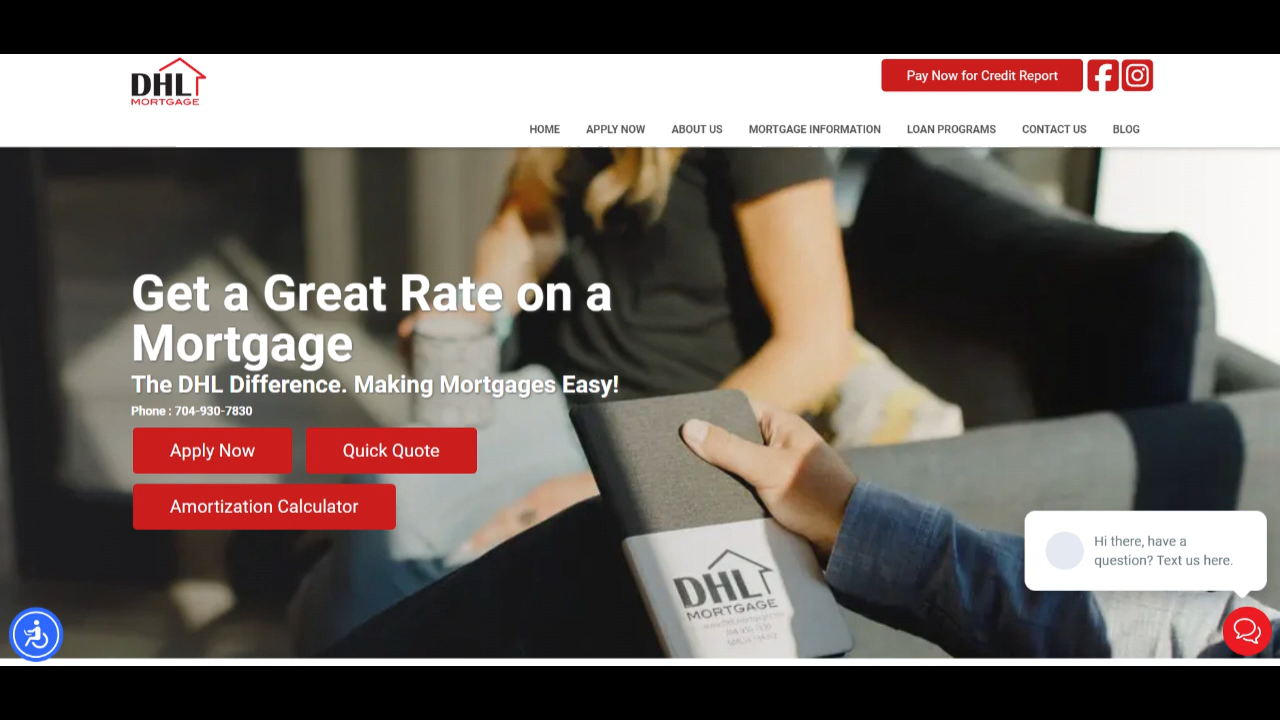 DHL
MORTGAGE
Pay Now for Credit Report
HOME APPLY NOW ABOUT US MORTGAGE INFORMATION LOAN PROGRAMS CONTACT US BLOG
Get a Great Rate on a
Mortgage
The DHL Difference. Making Mortgages Easy!
Phone : 704-930-7830
Apply Now Quick Quote
Amortization Calculator
Hi there, have a
question? Text us here.
DHL
MORTGAGE